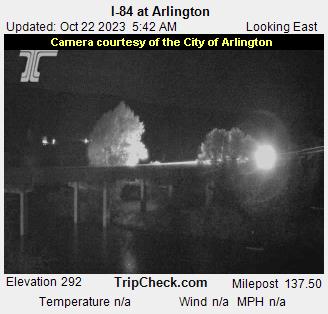 I-84 at Arlington
Updated: Oct 22 2023 5:42 AM Looking East
Camera courtesy of the City of Arlington
Elevation 292 TripCheck.com Milepost 137.50
Temperature n/a Wind n/a MPH n/a